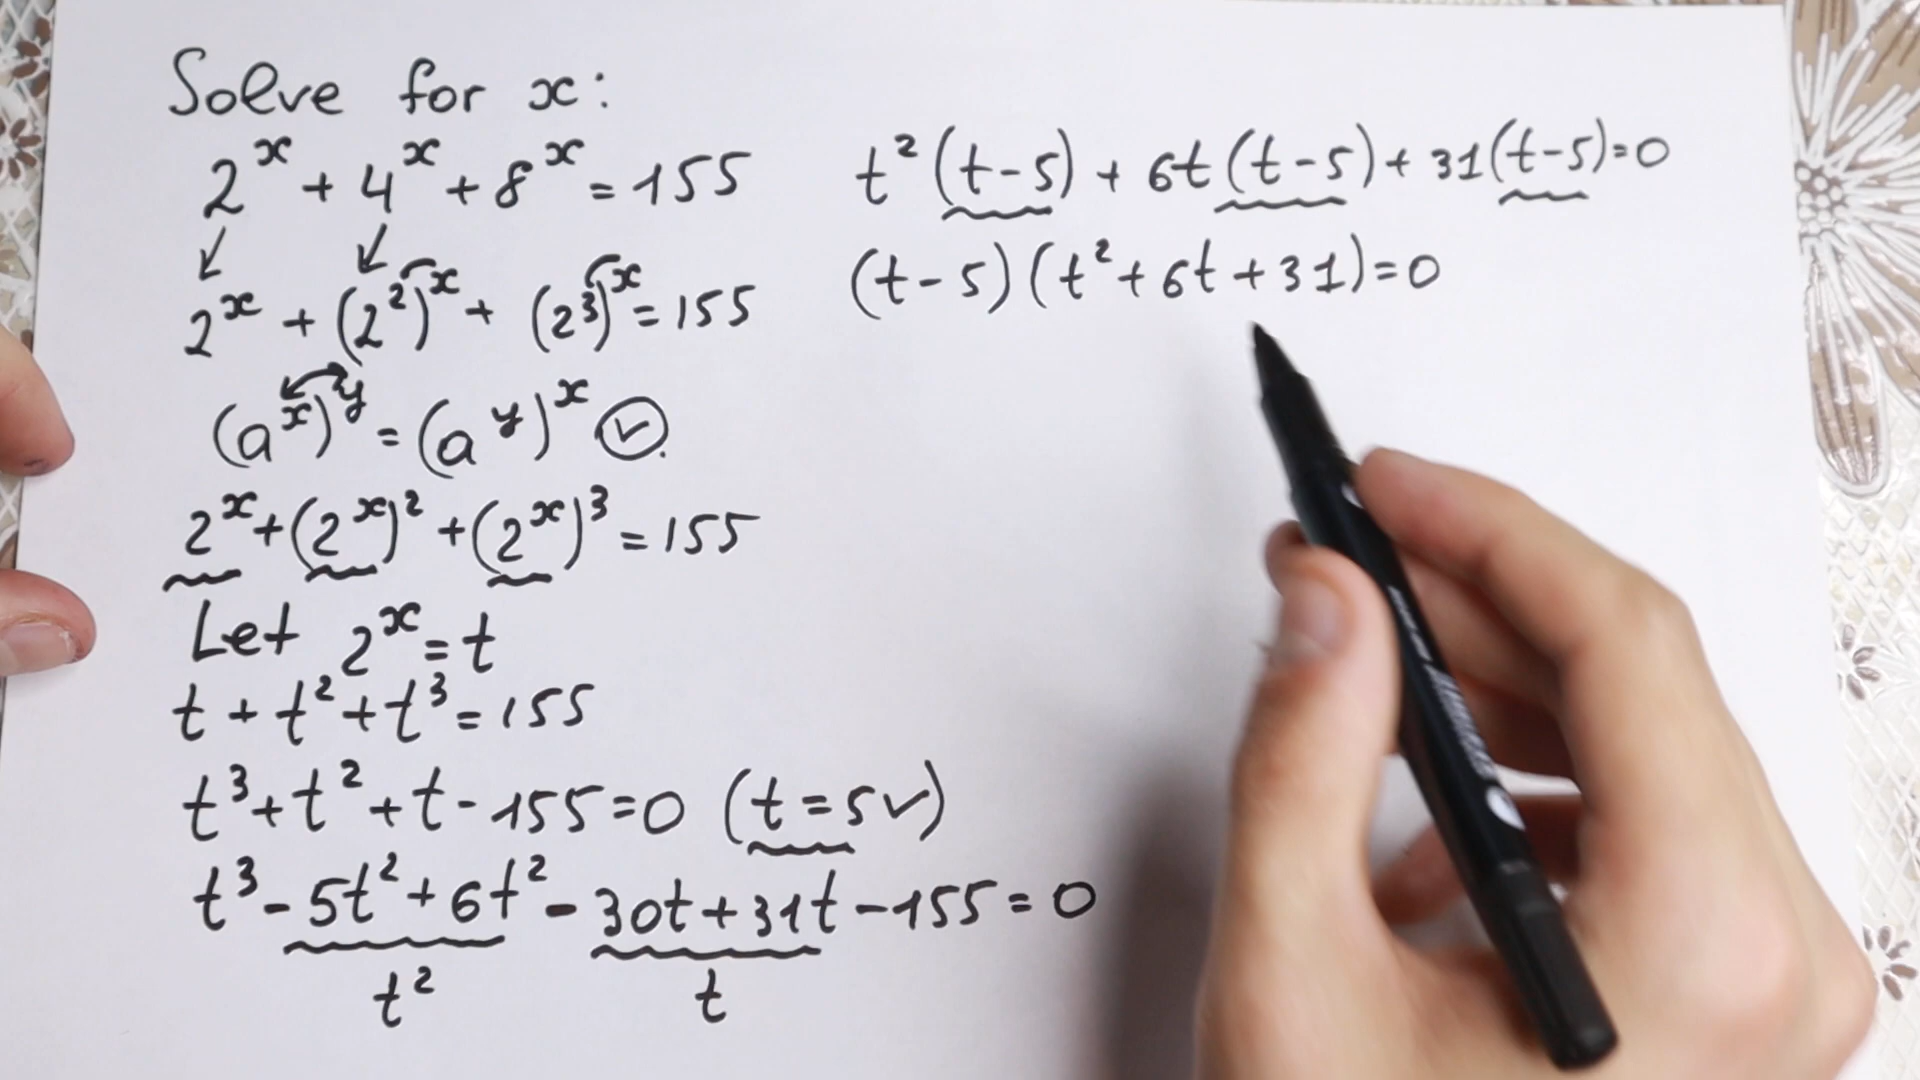 Solve for x:
2^x + 4^x + 8^x = 155
2^x + (2^2)^x + (2^3)^x = 155
(a^x)^y = (a^y)^x ✓.
2^x + (2^x)^2 + (2^x)^3 = 155
Let 2^x = t
t + t^2 + t^3 = 155
t^3 + t^2 + t - 155 = 0 (t = 5 ✓)
t^3 - 5t^2 + 6t^2 - 30t + 31t - 155 = 0
t^2 t
t^2 (t-5) + 6t (t-5) + 31 (t-5) = 0
(t-5) (t^2 + 6t + 31) = 0